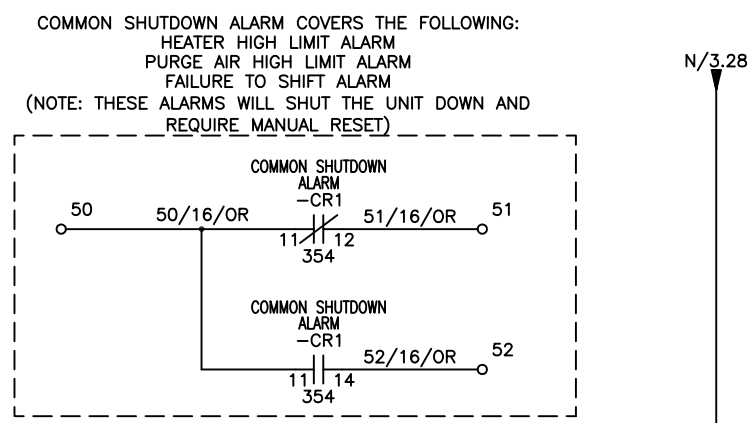 COMMON SHUTDOWN ALARM COVERS THE FOLLOWING:
HEATER HIGH LIMIT ALARM
PURGE AIR HIGH LIMIT ALARM
FAILURE TO SHIFT ALARM
(NOTE: THESE ALARMS WILL SHUT THE UNIT DOWN AND
REQUIRE MANUAL RESET)
N/3.28
COMMON SHUTDOWN
ALARM
-CR1
50
50/16/OR
51/16/OR
51
11
12
354
COMMON SHUTDOWN
ALARM
-CR1
52/16/OR
52
11
14
354